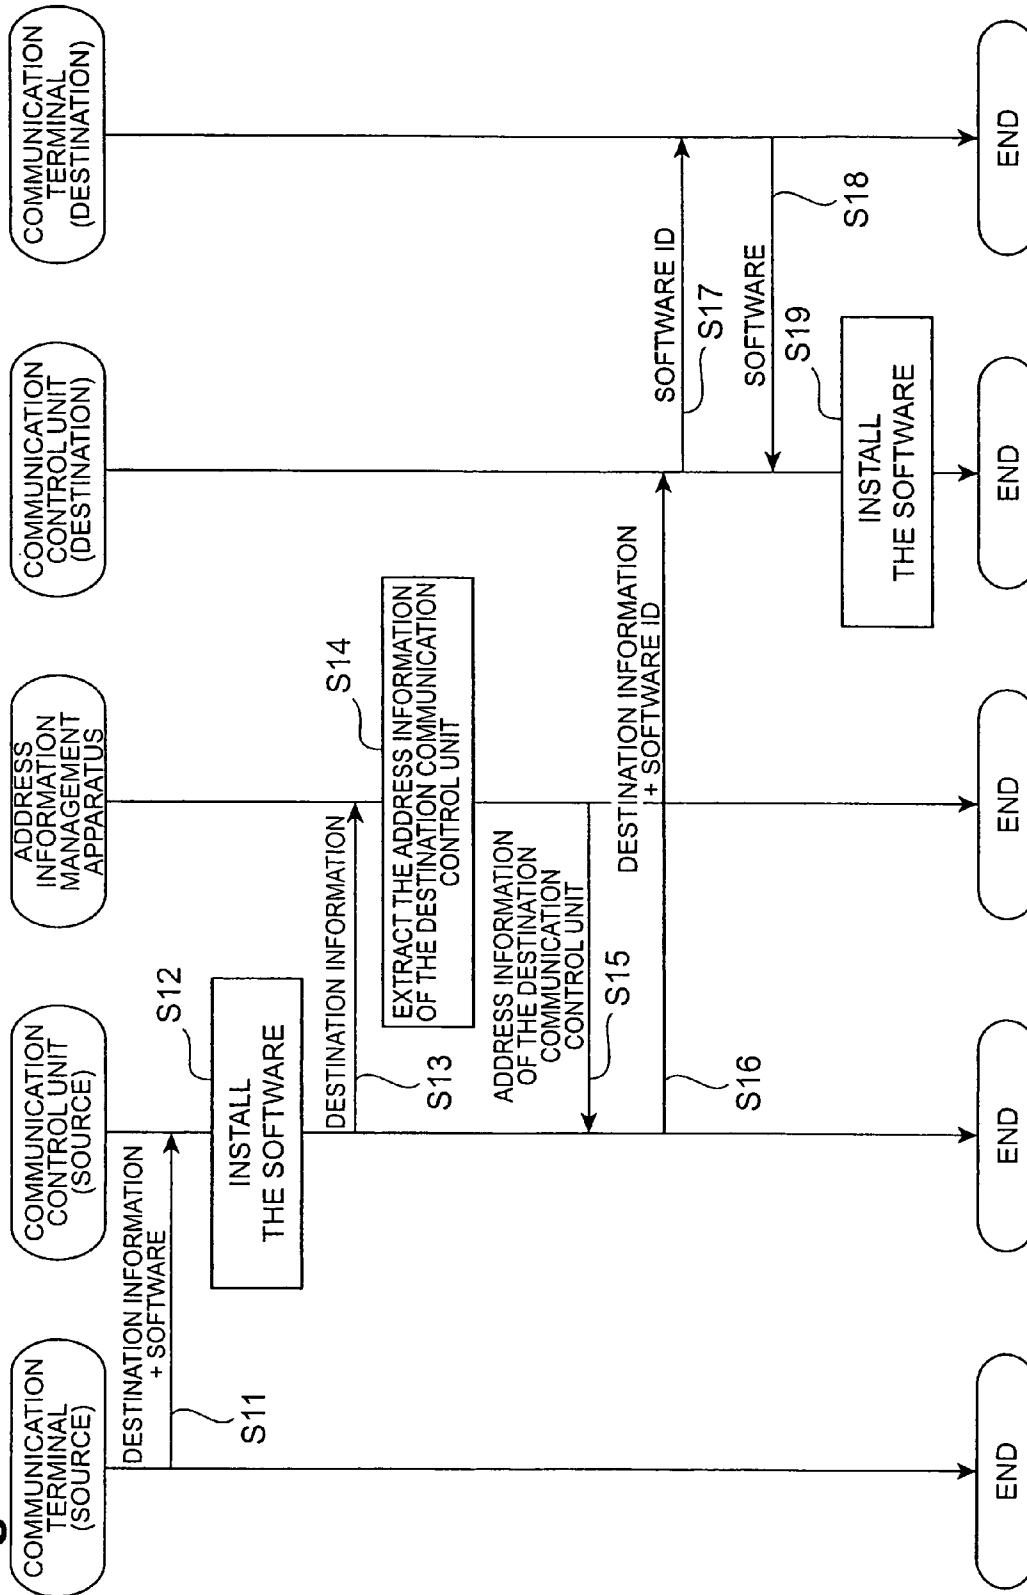 COMMUNICATION
TERMINAL
(SOURCE)
COMMUNICATION
CONTROL UNIT
(SOURCE)
ADDRESS
INFORMATION
MANAGEMENT
APPARATUS
COMMUNICATION
CONTROL UNIT
(DESTINATION)
COMMUNICATION
TERMINAL
(DESTINATION)
DESTINATION INFORMATION
+ SOFTWARE
S11
S12
INSTALL
THE SOFTWARE
DESTINATION INFORMATION
S13
S14
EXTRACT THE ADDRESS INFORMATION
OF THE DESTINATION COMMUNICATION
CONTROL UNIT
ADDRESS INFORMATION
OF THE DESTINATION
COMMUNICATION
CONTROL UNIT
S15
DESTINATION INFORMATION
+ SOFTWARE ID
S16
SOFTWARE ID
S17
SOFTWARE
S18
S19
INSTALL
THE SOFTWARE
END
END
END
END
END